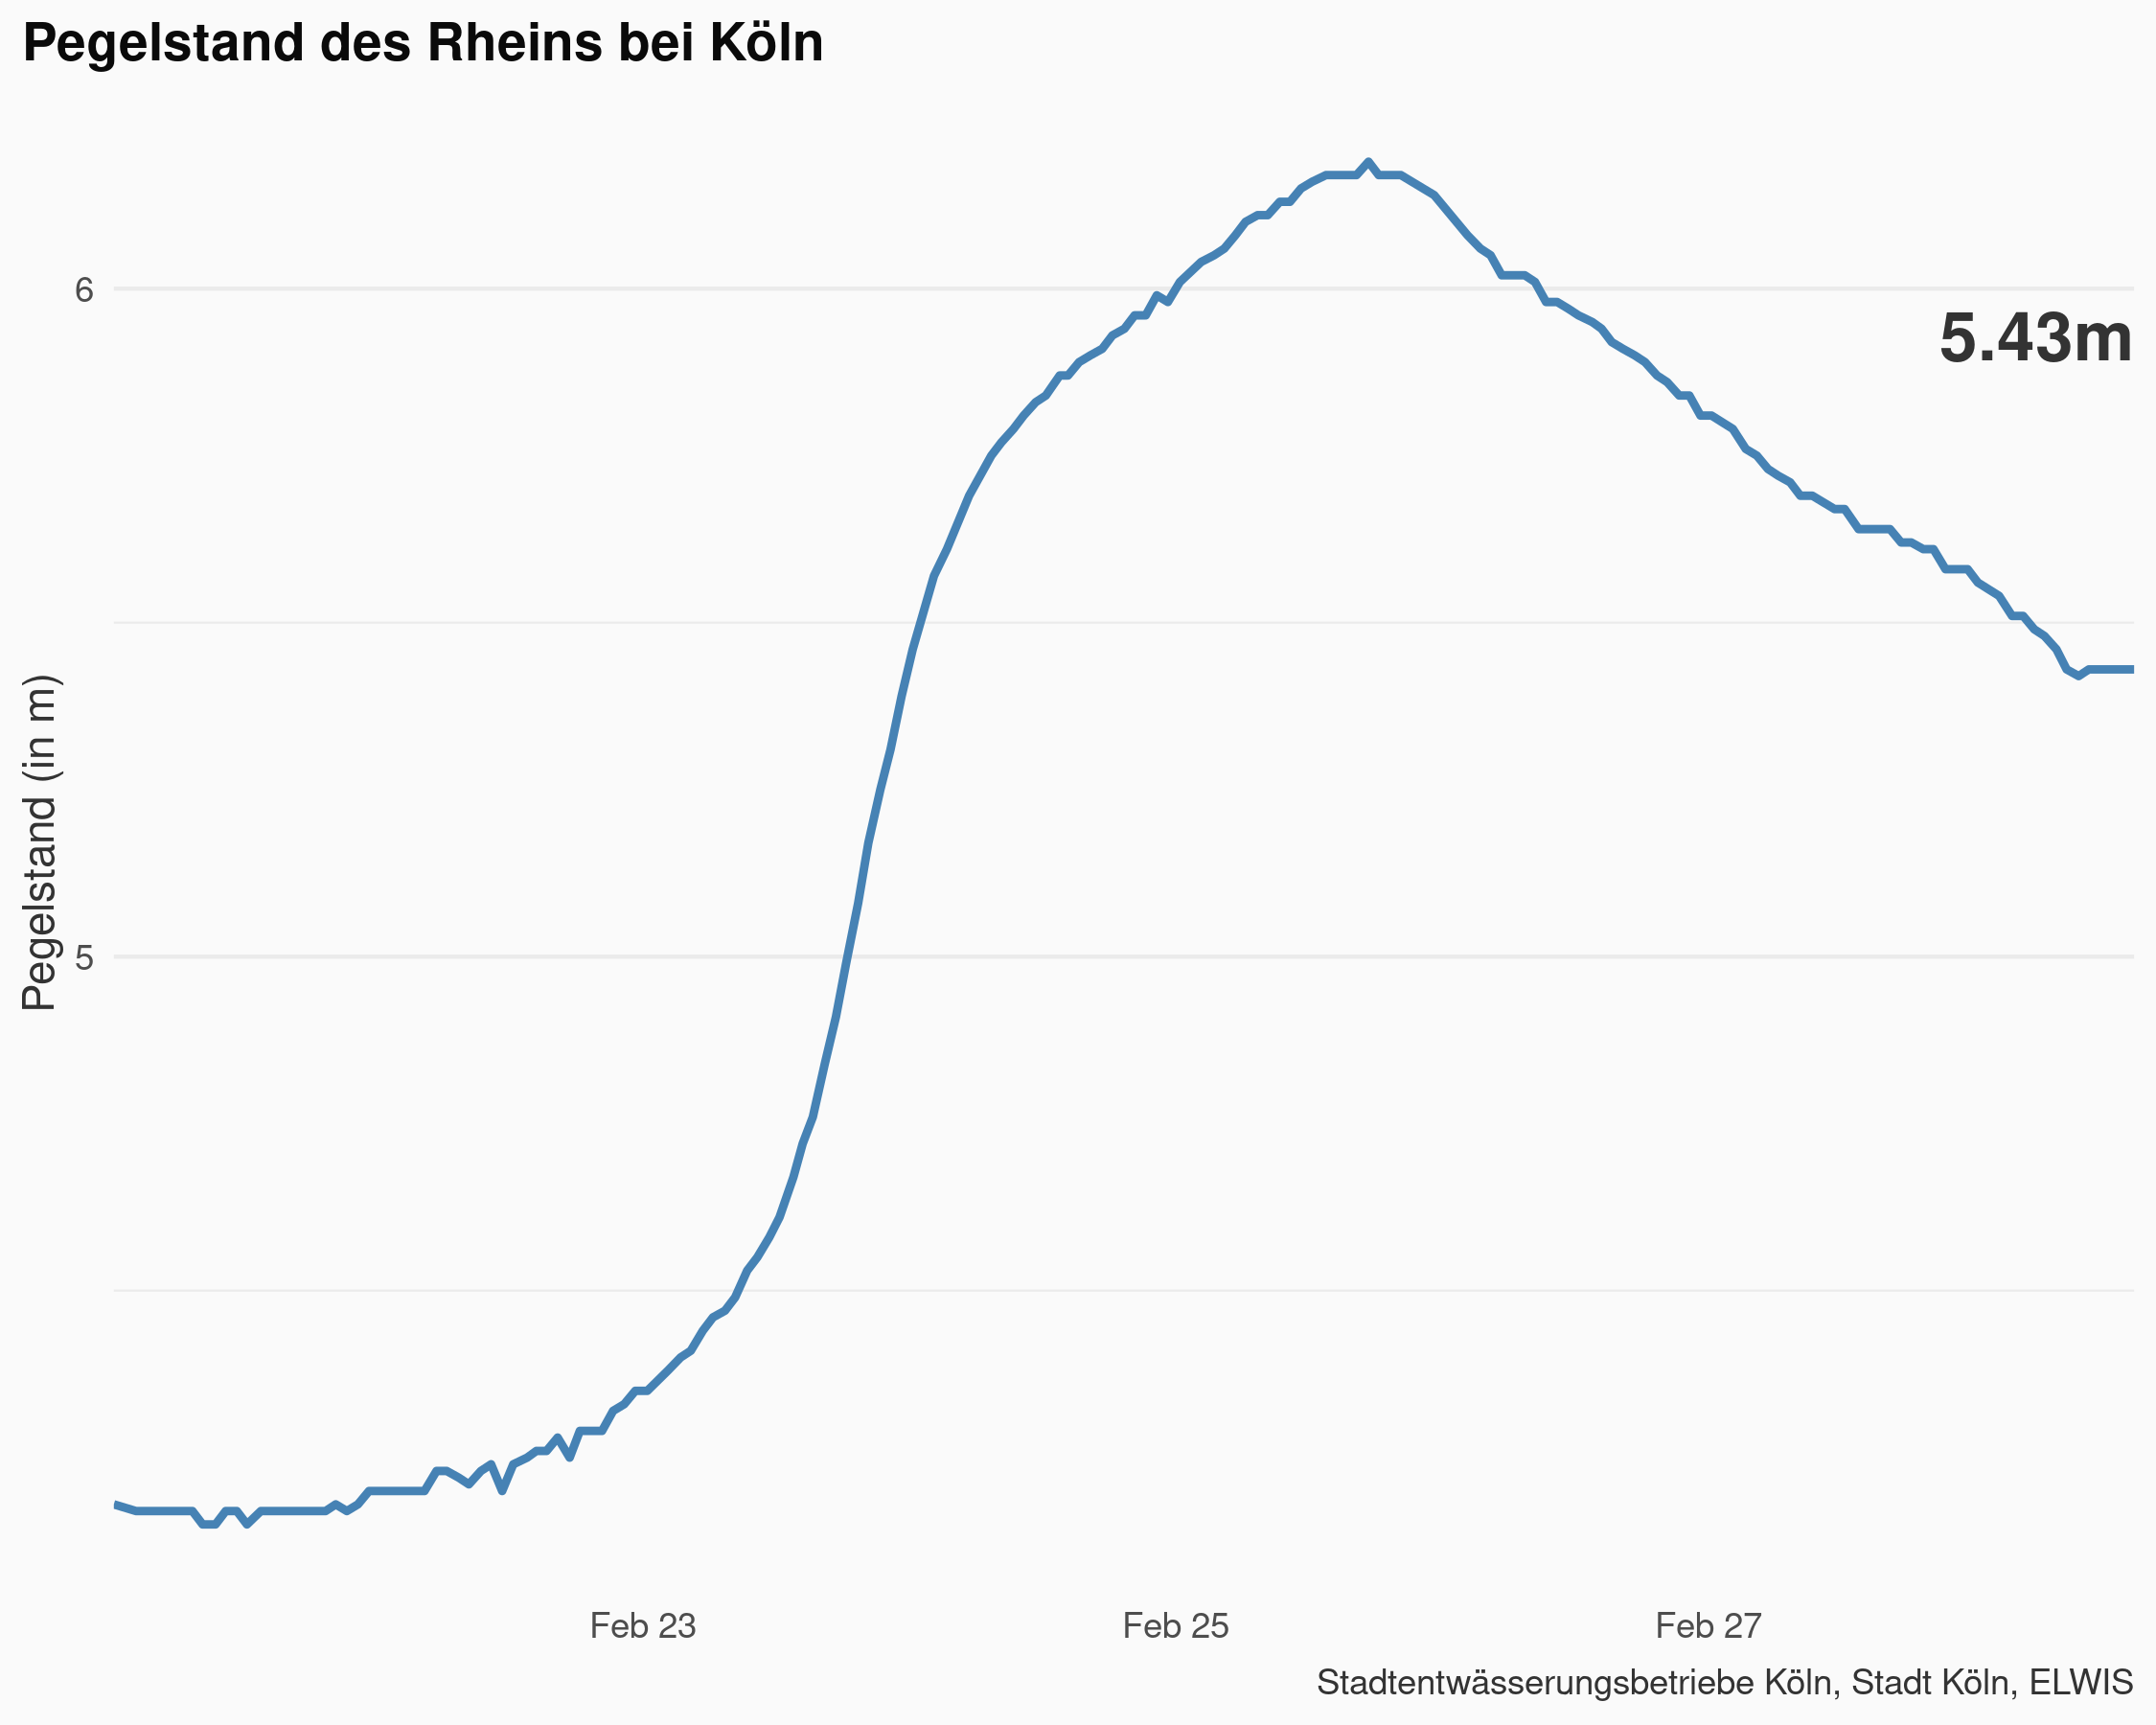 Pegelstand des Rheins bei Köln
Pegelstand (in m)
6
5.43m
5
Feb 23
Feb 25
Feb 27
Stadtentwässerungsbetriebe Köln, Stadt Köln, ELWIS